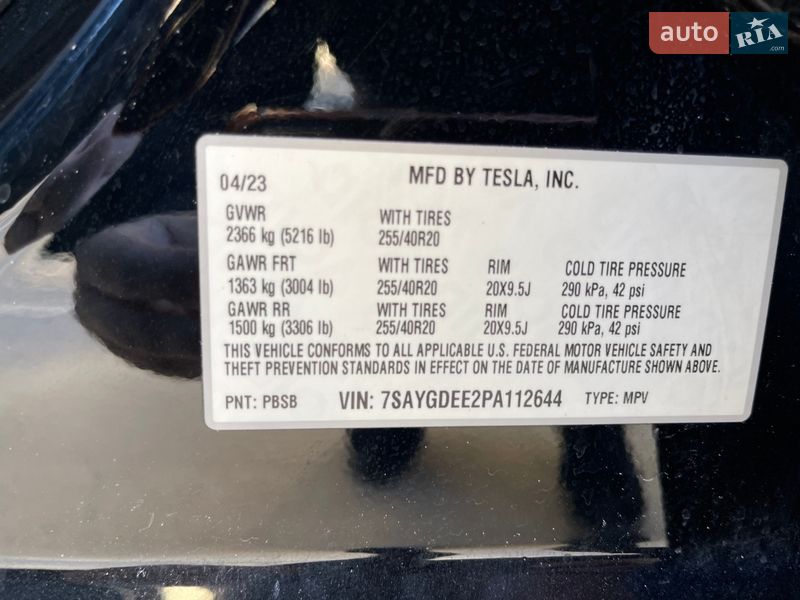 auto RIA .com
04/23 MFD BY TESLA, INC.
GVWR WITH TIRES
2366 kg (5216 lb) 255/40R20
GAWR FRT WITH TIRES RIM COLD TIRE PRESSURE
1363 kg (3004 lb) 255/40R20 20X9.5J 290 kPa, 42 psi
GAWR RR WITH TIRES RIM COLD TIRE PRESSURE
1500 kg (3306 lb) 255/40R20 20X9.5J 290 kPa, 42 psi
THIS VEHICLE CONFORMS TO ALL APPLICABLE U.S. FEDERAL MOTOR VEHICLE SAFETY AND
THEFT PREVENTION STANDARDS IN EFFECT ON THE DATE OF MANUFACTURE SHOWN ABOVE.
PNT: PBSB VIN: 7SAYGDEE2PA112644 TYPE: MPV